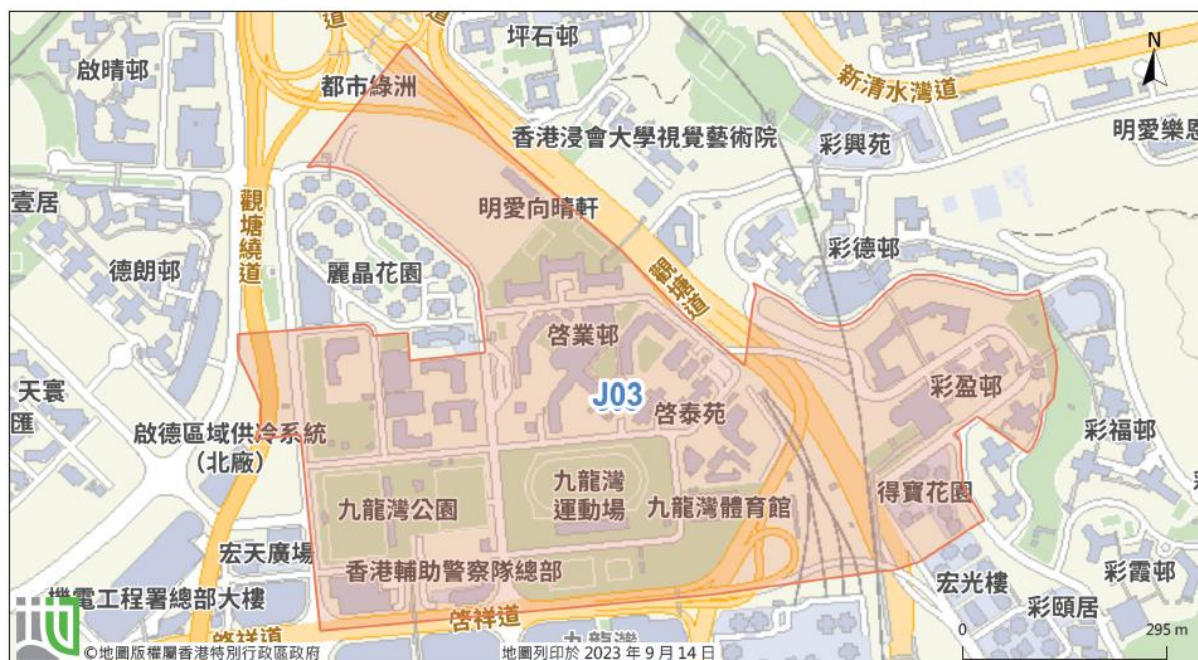 道
道
坪石邨
N
啟晴邨
都市綠洲
新清水灣道
香港浸會大學視覺藝術院
彩興苑
明愛樂恩
壹居
觀塘繞道
明愛向晴軒
德朗邨
麗晶花園
彩德邨
觀塘道
啓業邨
J03
天寰
匯
彩盈邨
啓泰苑
啟德區域供冷系統
（北廠）
彩福邨
九龍灣公園
九龍灣
運動場
九龍灣體育館
得寶花園
宏天廣場
香港輔助警察隊總部
宏光樓
彩霞邨
機電工程署總部大樓
彩頤居
啓祥道
啓祥道
九龍灣
0
295 m
©地圖版權屬香港特別行政區政府
地圖列印於 2023 年 9 月 14 日